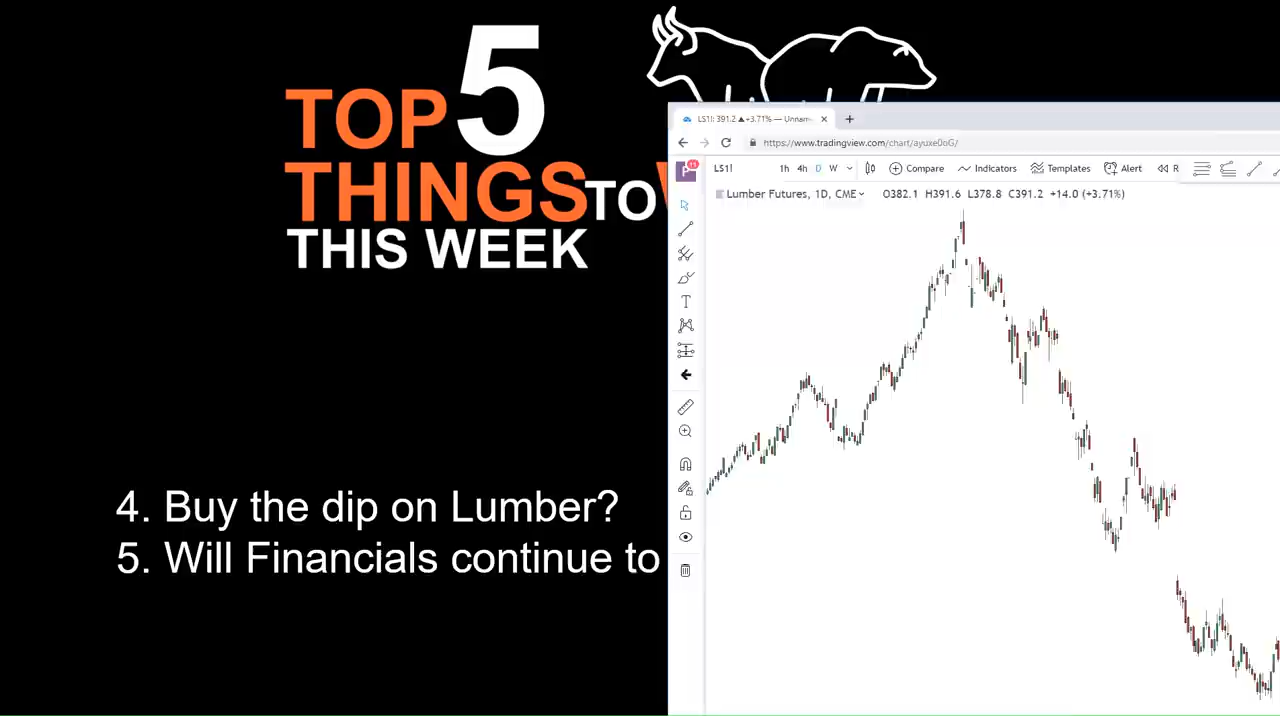 TOP 5
THINGS TO
THIS WEEK
4. Buy the dip on Lumber?
5. Will Financials continue to
LS1!: 391.2 ▲+3.71% — Unnam
https://www.tradingview.com/chart/ayuxe0oG/
11
P
LS1!
1h 4h D W
Compare
Indicators
Templates
Alert
R
Lumber Futures, 1D, CME
O382.1 H391.6 L378.8 C391.2 +14.0 (+3.71%)
T